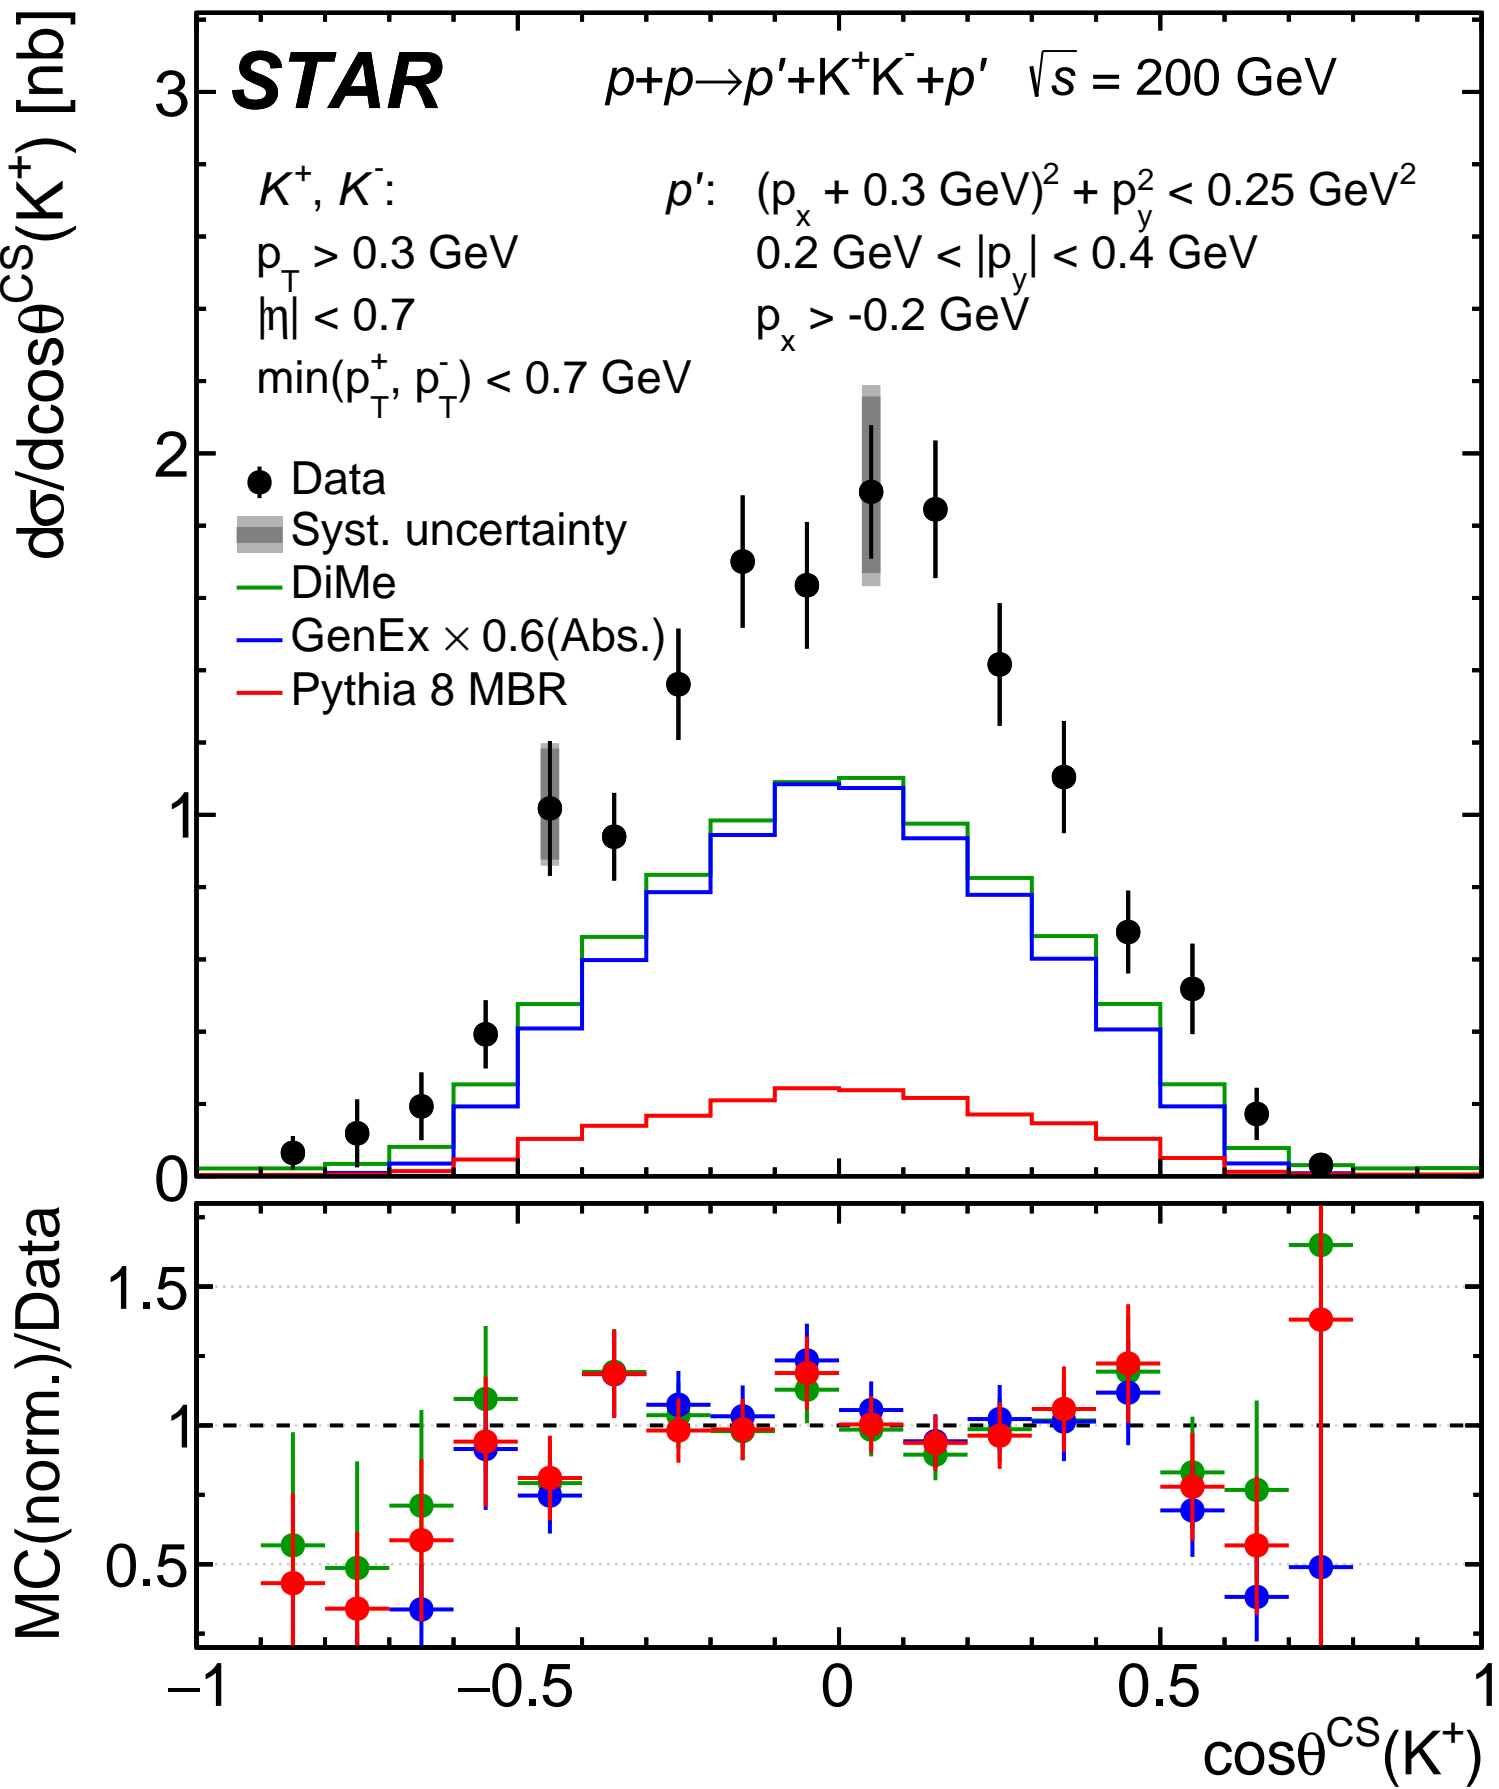 dσ/dcosθ^CS(K⁺) [nb]
STAR p+p→p′+K⁺K⁻+p′ √s = 200 GeV
K⁺, K⁻: p′: (p_x + 0.3 GeV)² + p_y² < 0.25 GeV²
p_T > 0.3 GeV 0.2 GeV < |p_y| < 0.4 GeV
|η| < 0.7 p_x > -0.2 GeV
min(p_T⁺, p_T⁻) < 0.7 GeV
Data
Syst. uncertainty
DiMe
GenEx × 0.6(Abs.)
Pythia 8 MBR
3
2
1
0
MC(norm.)/Data
1.5
1
0.5
−1 −0.5 0 0.5 1
cosθ^CS(K⁺)